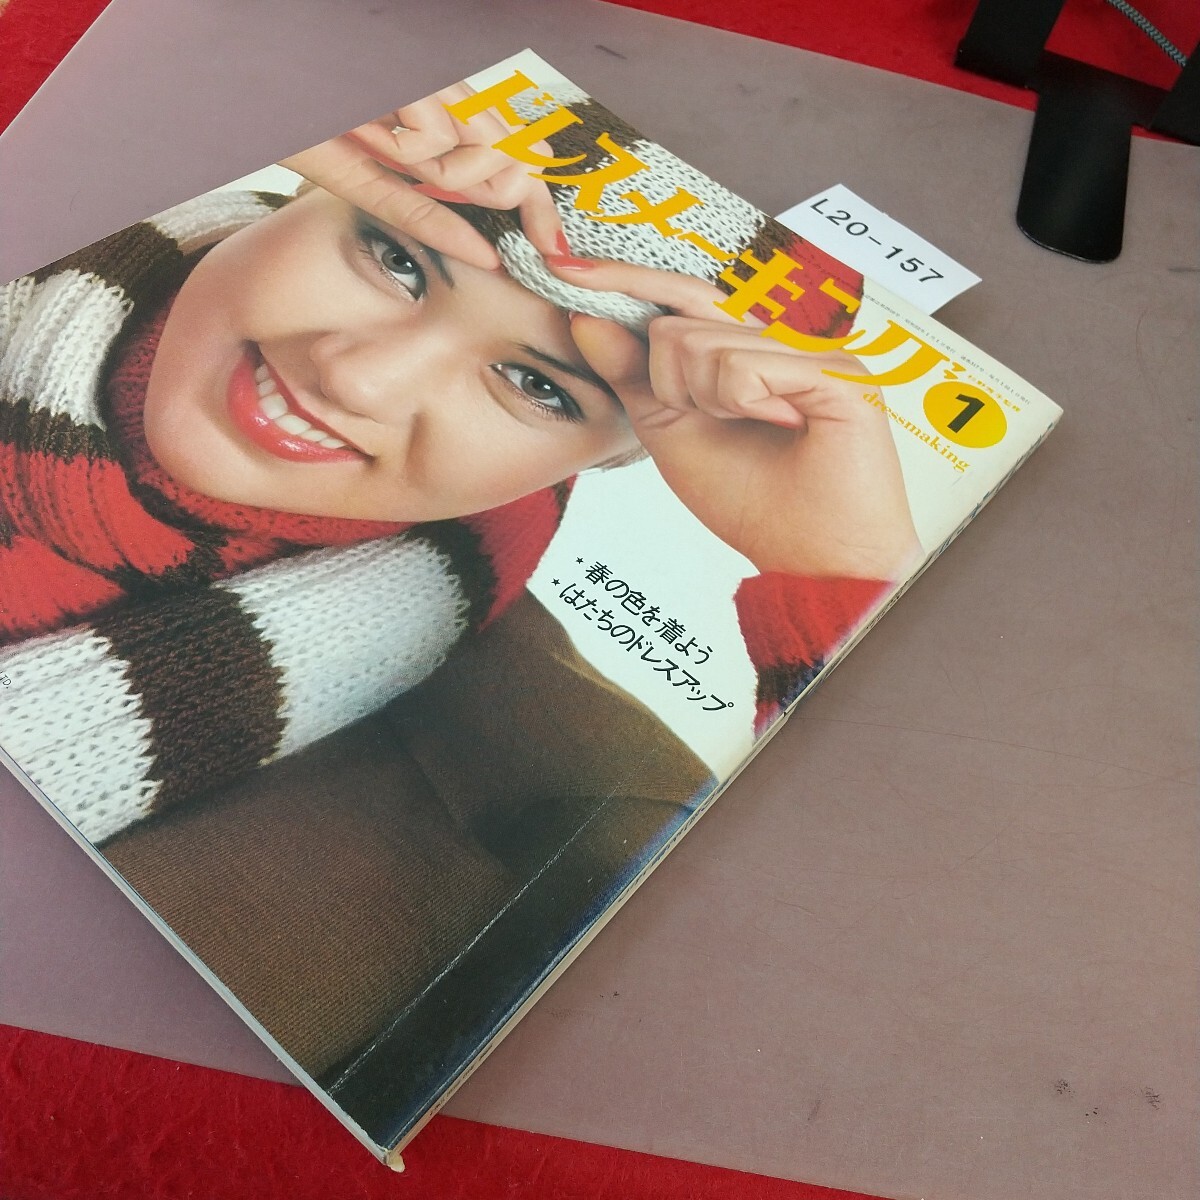 ドレスメーキング
1
dressmaking
L20-157
*春の色を着よう
*はたちのドレスアップ
TD.